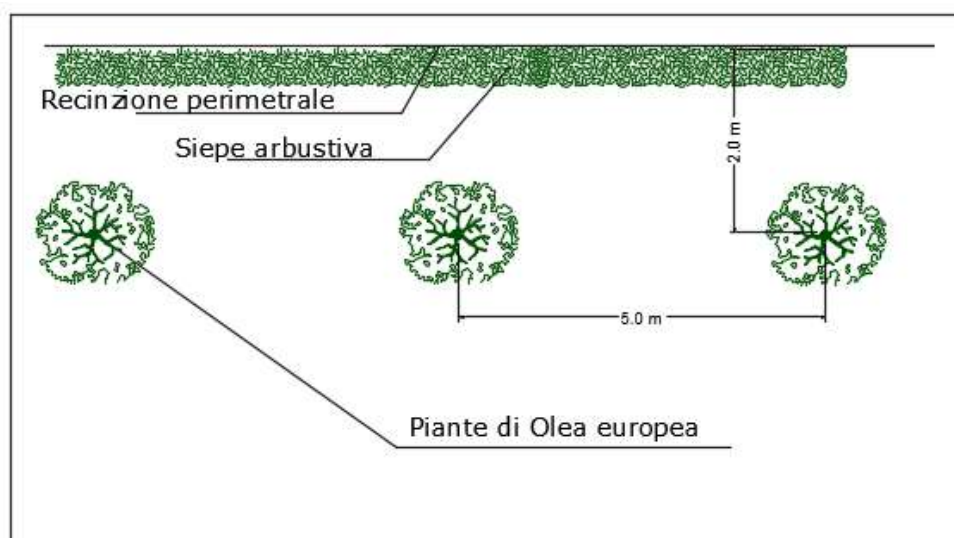 Recinzione perimetrale
Siepe arbustiva
2.0 m
5.0 m
Piante di Olea europea